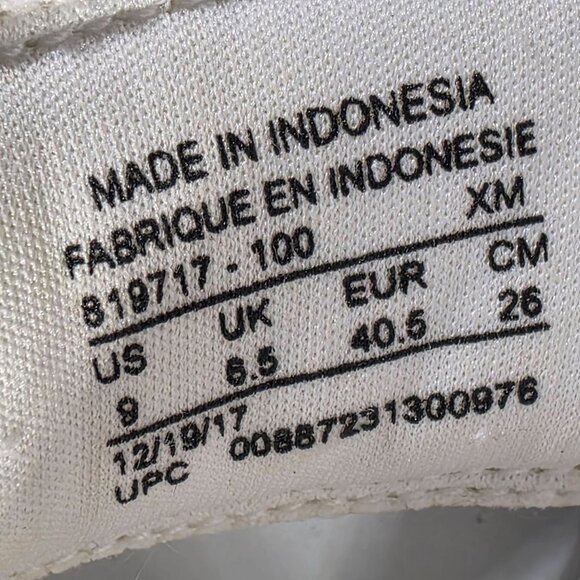 MADE IN INDONESIA
FABRIQUE EN INDONESIE
819717 - 100 XM
US UK EUR CM
9 6.5 40.5 26
12/19/17
UPC 00887231300976